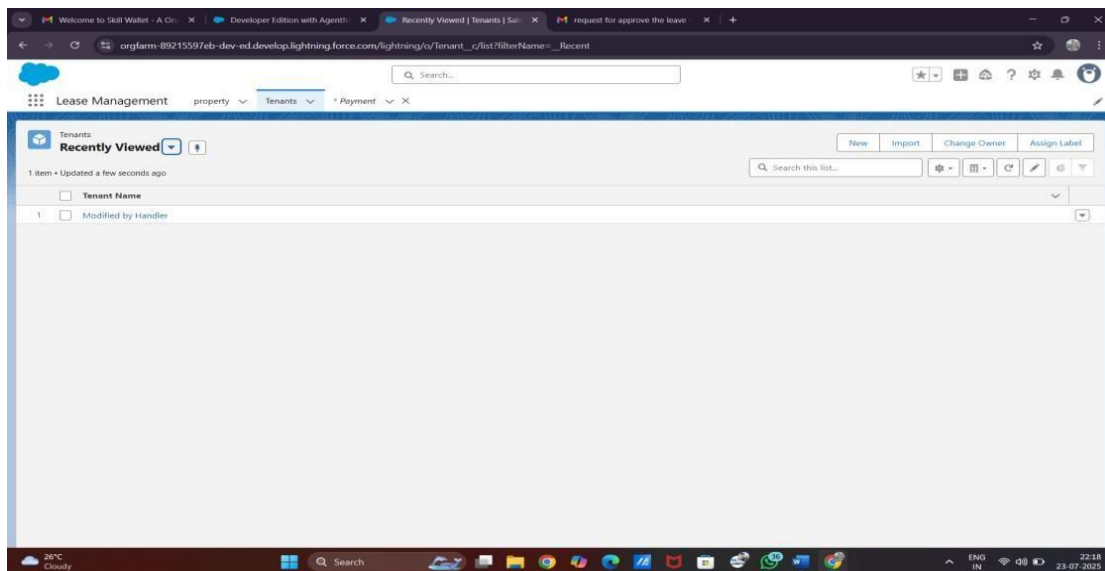 Welcome to Skill Wallet - A On
Developer Edition with Agentf
Recently Viewed | Tenants | Sal
request for approve the leave -
orgfarm-89215597eb-dev-ed.develop.lightning.force.com/lightning/o/Tenant__c/list?filterName=__Recent
Search...
Lease Management property Tenants * Payment
Tenants
Recently Viewed
New Import Change Owner Assign Label
1 item • Updated a few seconds ago
Search this list...
Tenant Name
1 Modified by Handler
26°C
Cloudy
Search
36
ENG
IN
22:18
23-07-2025